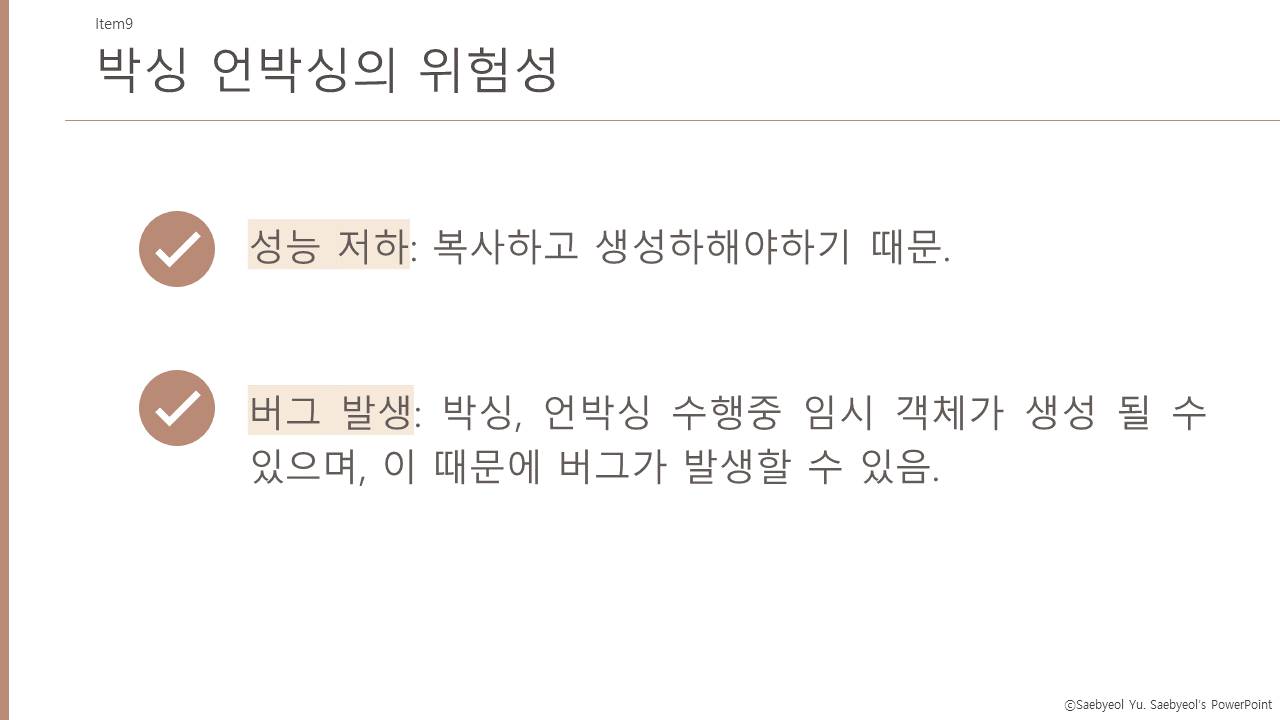 Item9
박싱 언박싱의 위험성
성능 저하: 복사하고 생성하해야하기 때문.
버그 발생: 박싱, 언박싱 수행중 임시 객체가 생성 될 수
있으며, 이 때문에 버그가 발생할 수 있음.
ⓒSaebyeol Yu. Saebyeol's PowerPoint